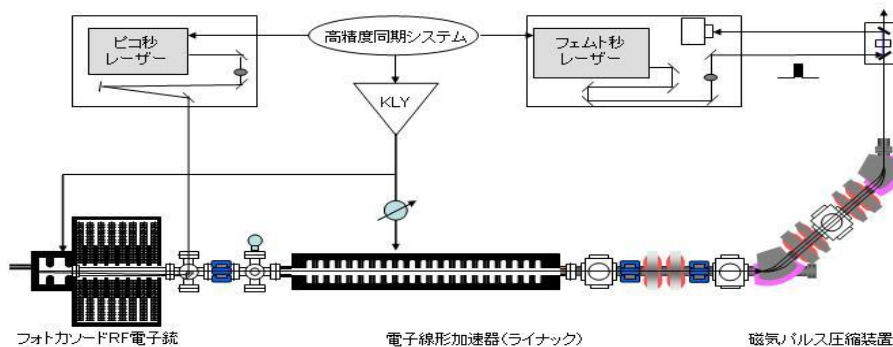 ピコ秒
レーザー
高精度同期システム
フェムト秒
レーザー
KLY
フォトカソードRF電子銃
電子線形加速器(ライナック)
磁気パルス圧縮装置